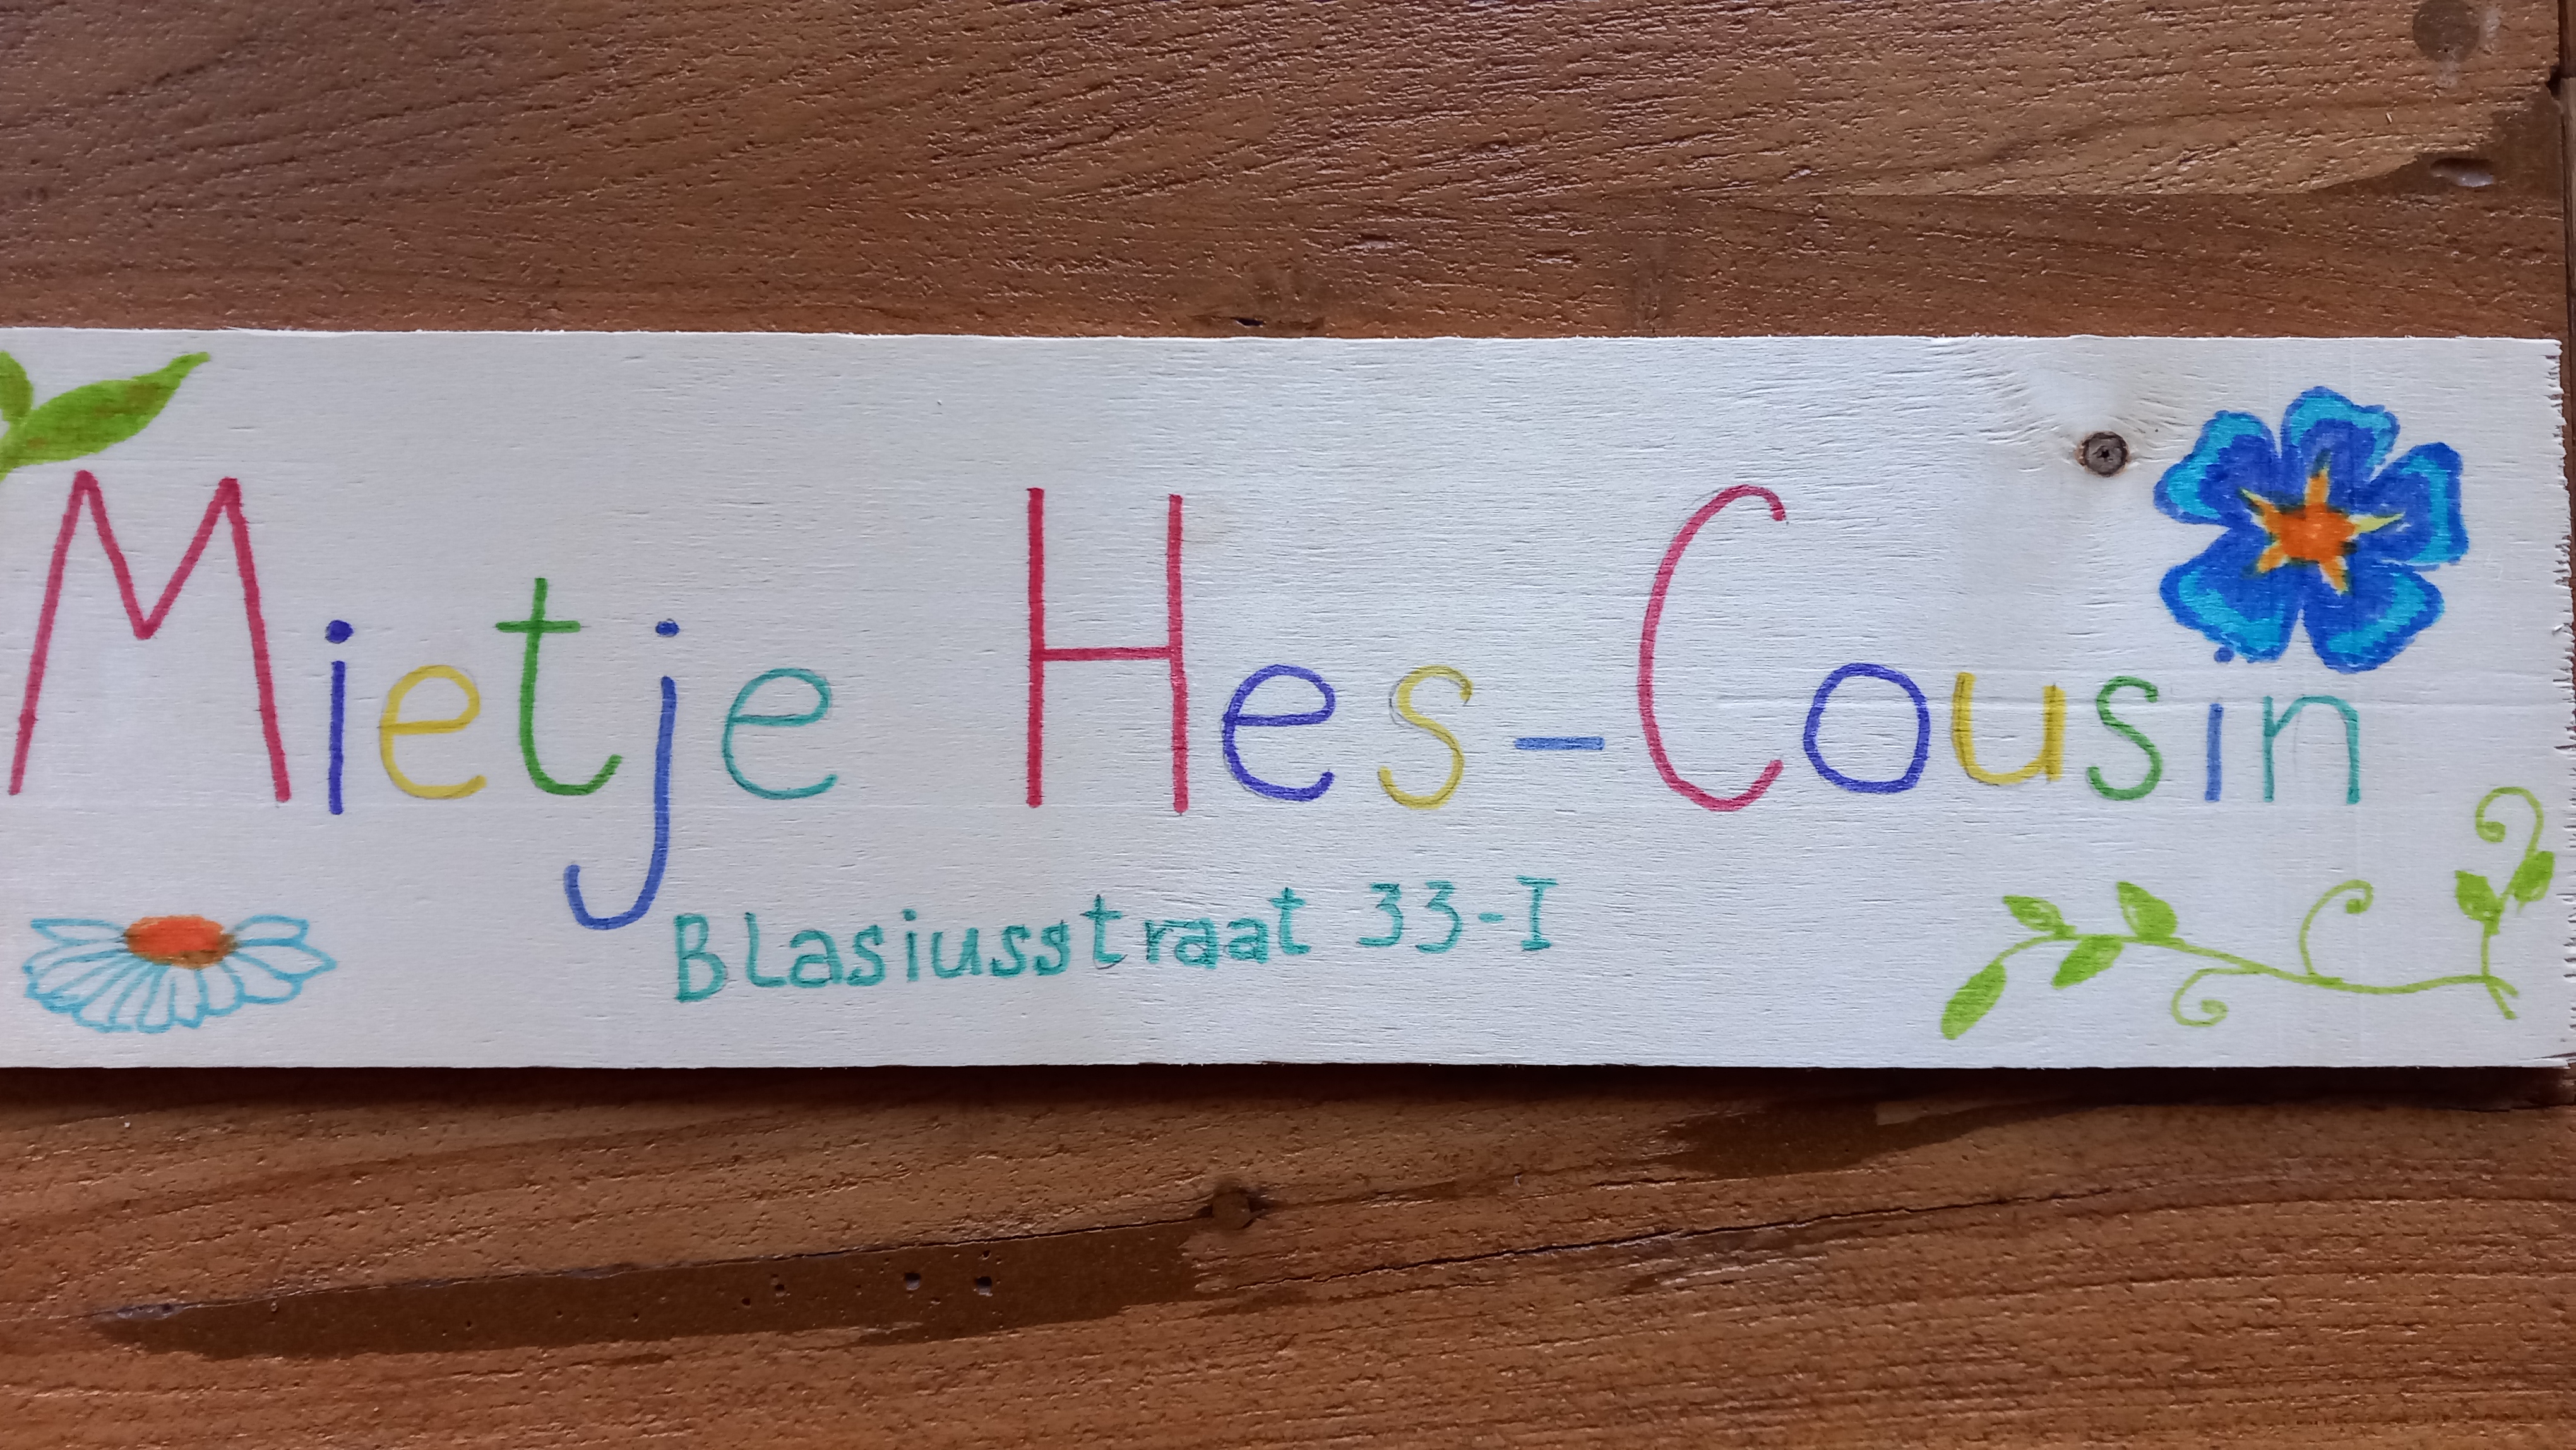 Mietje Hes-Cousin
Blasiusstraat 33-I